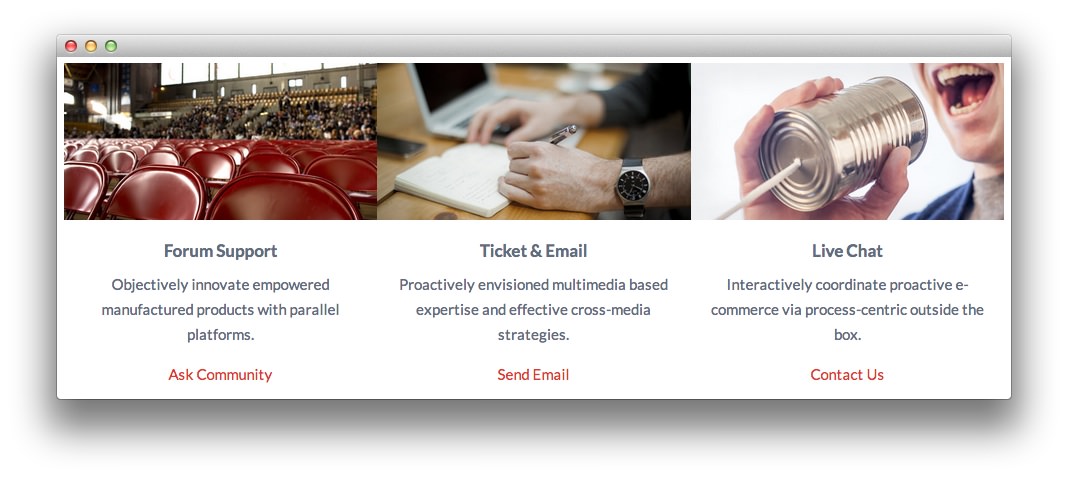 Forum Support
Objectively innovate empowered
manufactured products with parallel
platforms.
Ask Community
Ticket & Email
Proactively envisioned multimedia based
expertise and effective cross-media
strategies.
Send Email
Live Chat
Interactively coordinate proactive e-
commerce via process-centric outside the
box.
Contact Us